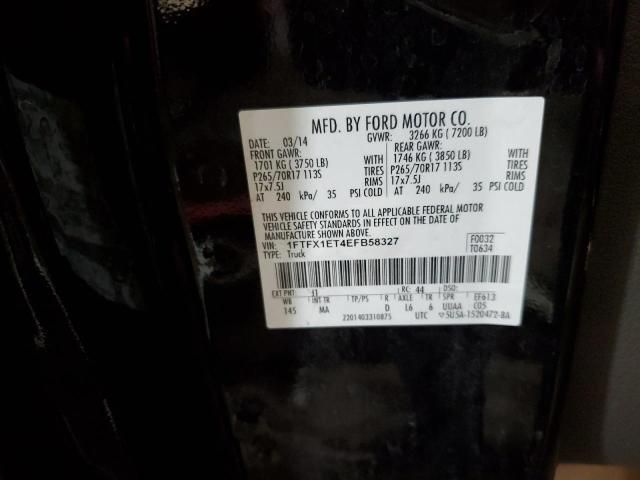 MFD. BY FORD MOTOR CO.
DATE: 03/14 GVWR: 3266 KG ( 7200 LB)
FRONT GAWR: REAR GAWR:
1701 KG ( 3750 LB) WITH 1746 KG ( 3850 LB) WITH
P265/70R17 113S TIRES P265/70R17 113S TIRES
17x7.5J RIMS 17x7.5J RIMS
AT 240 kPa/ 35 PSI COLD AT 240 kPa/ 35 PSI COLD
THIS VEHICLE CONFORMS TO ALL APPLICABLE FEDERAL MOTOR
VEHICLE SAFETY STANDARDS IN EFFECT ON THE DATE OF
MANUFACTURE SHOWN ABOVE.
VIN: 1FTFX1ET4EFB58327 F0032
TYPE: Truck T0634
EXT PNT: RC: 44 DSO:
WB INT TR TP/PS R AXLE TR SPR EF613
145 MA D L6 6 UUAA C05
2201403310875 UTC